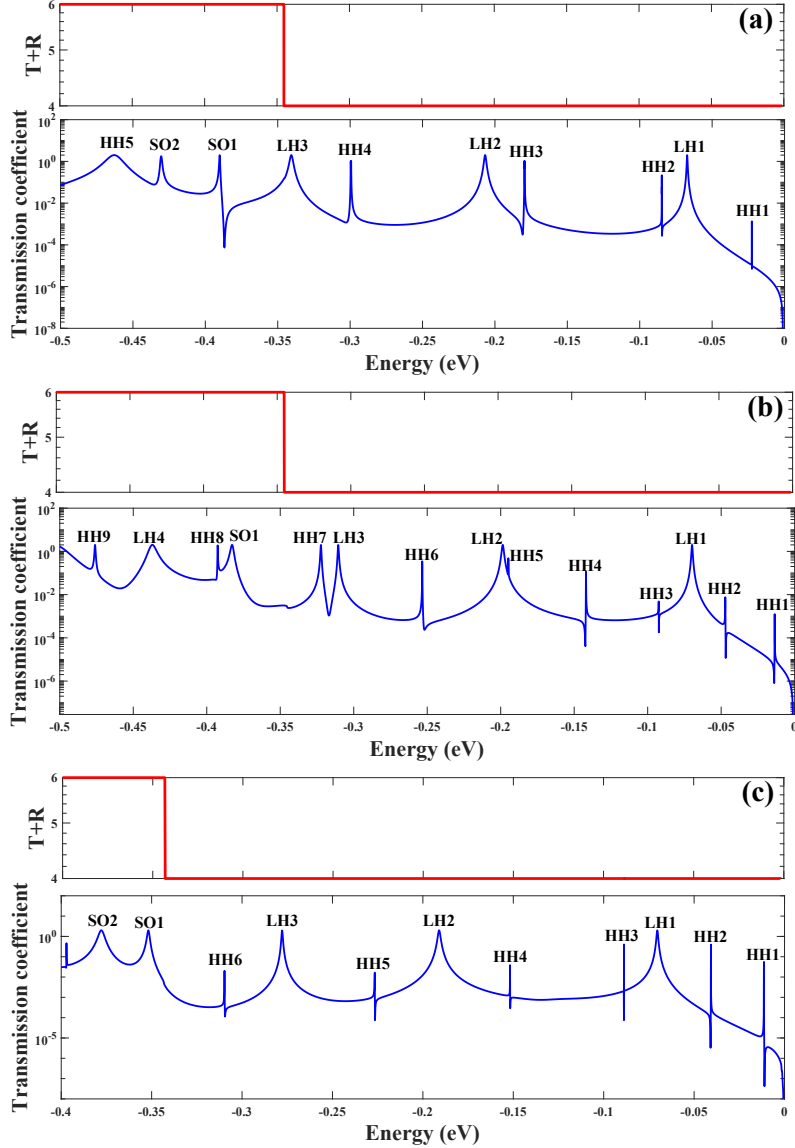 (a)
T+R
6
5
4
Transmission coefficient
10^2
10^0
10^-2
10^-4
10^-6
10^-8
HH5 SO2 SO1 LH3 HH4 LH2 HH3 HH2 LH1 HH1
-0.5 -0.45 -0.4 -0.35 -0.3 -0.25 -0.2 -0.15 -0.1 -0.05 0
Energy (eV)
(b)
T+R
6
5
4
Transmission coefficient
10^2
10^0
10^-2
10^-4
10^-6
HH9 LH4 HH8 SO1 HH7 LH3 HH6 LH2 HH5 HH4 HH3 LH1 HH2 HH1
-0.5 -0.45 -0.4 -0.35 -0.3 -0.25 -0.2 -0.15 -0.1 -0.05 0
Energy (eV)
(c)
T+R
6
5
4
Transmission coefficient
10^0
10^-5
SO2 SO1 HH6 LH3 HH5 LH2 HH4 HH3 LH1 HH2 HH1
-0.4 -0.35 -0.3 -0.25 -0.2 -0.15 -0.1 -0.05 0
Energy (eV)